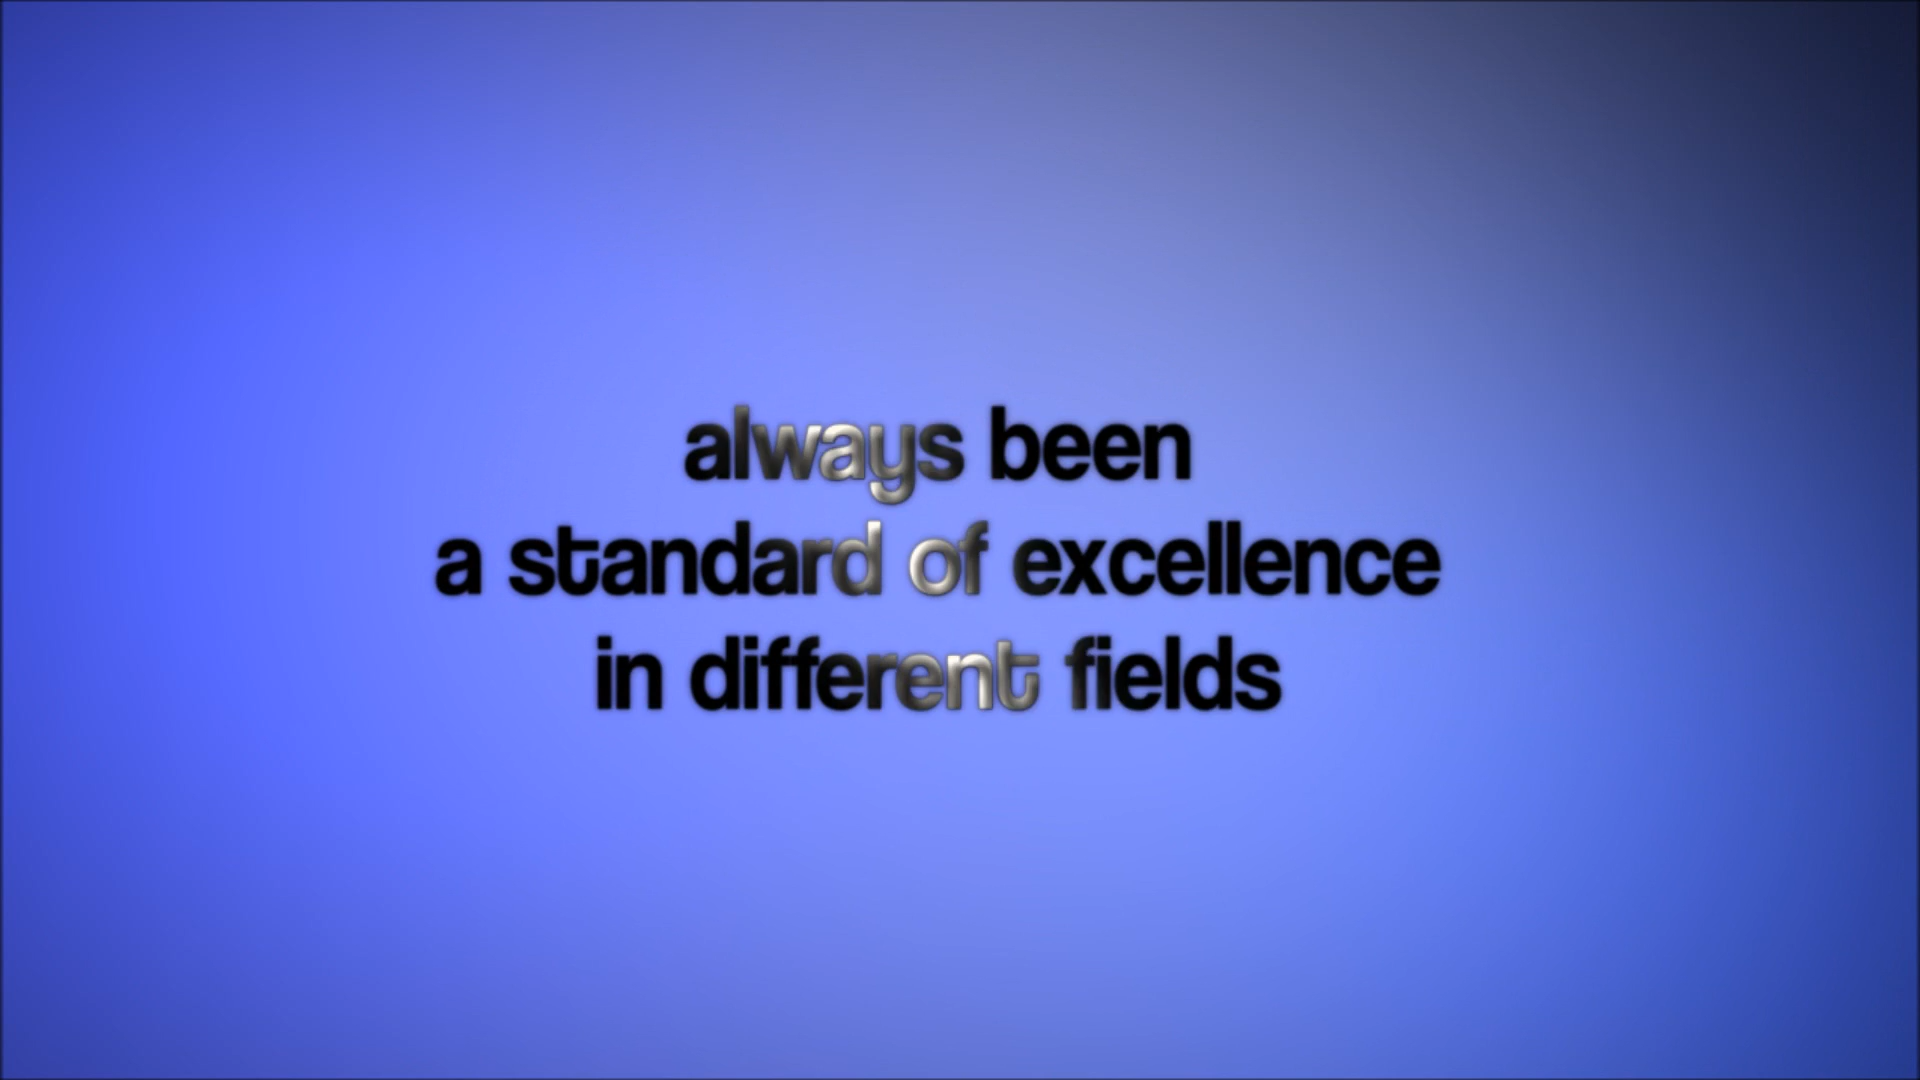 always been
a standard of excellence
in different fields